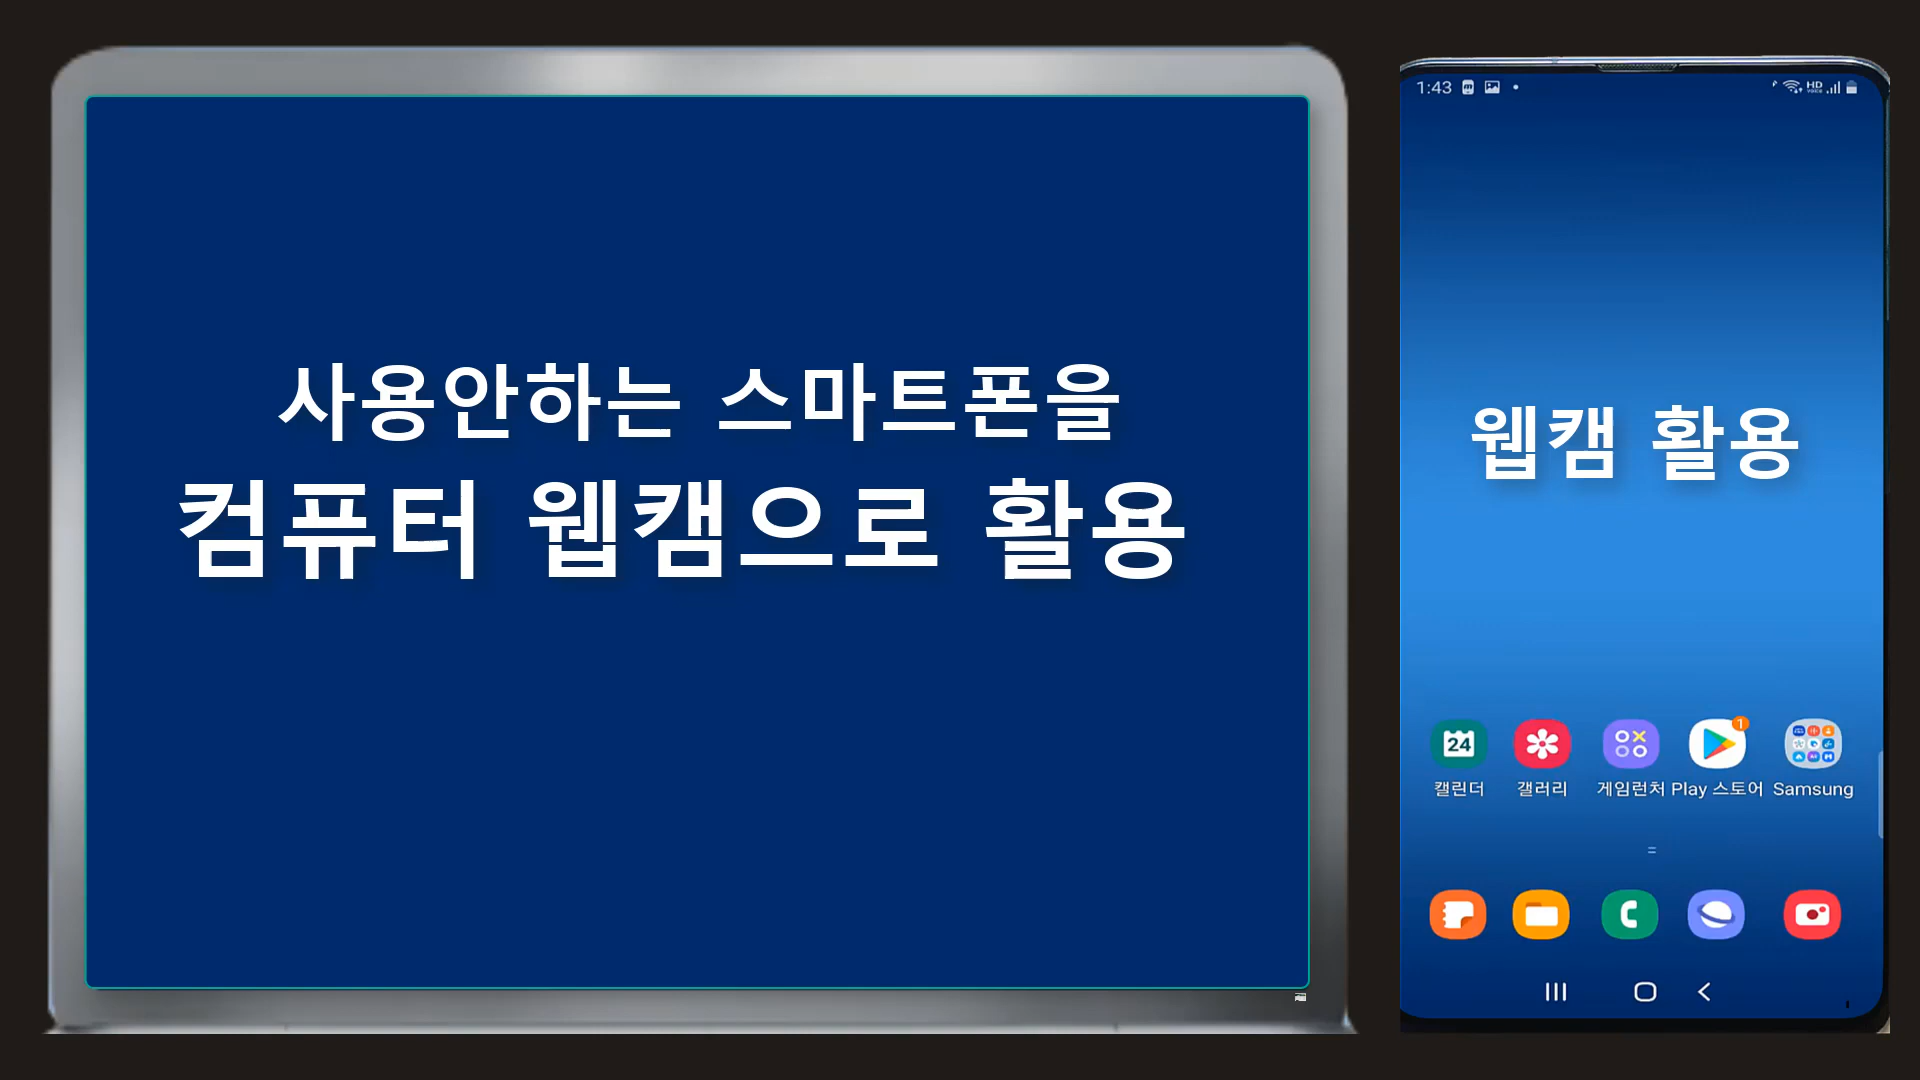 사용안하는 스마트폰을
컴퓨터 웹캠으로 활용
1:43
HD
웹캠 활용
24
1
캘린더 갤러리 게임런처 Play 스토어 Samsung